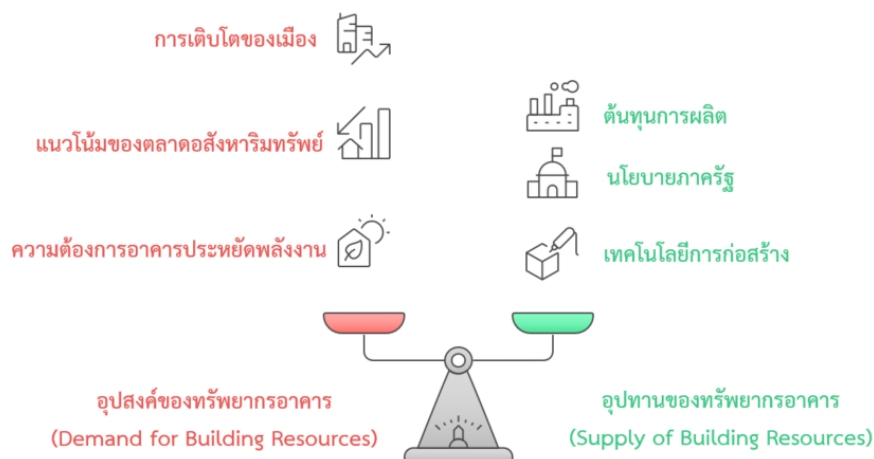 การเติบโตของเมือง
แนวโน้มของตลาดอสังหาริมทรัพย์
ความต้องการอาคารประหยัดพลังงาน
ต้นทุนการผลิต
นโยบายภาครัฐ
เทคโนโลยีการก่อสร้าง
อุปสงค์ของทรัพยากรอาคาร
(Demand for Building Resources)
อุปทานของทรัพยากรอาคาร
(Supply of Building Resources)